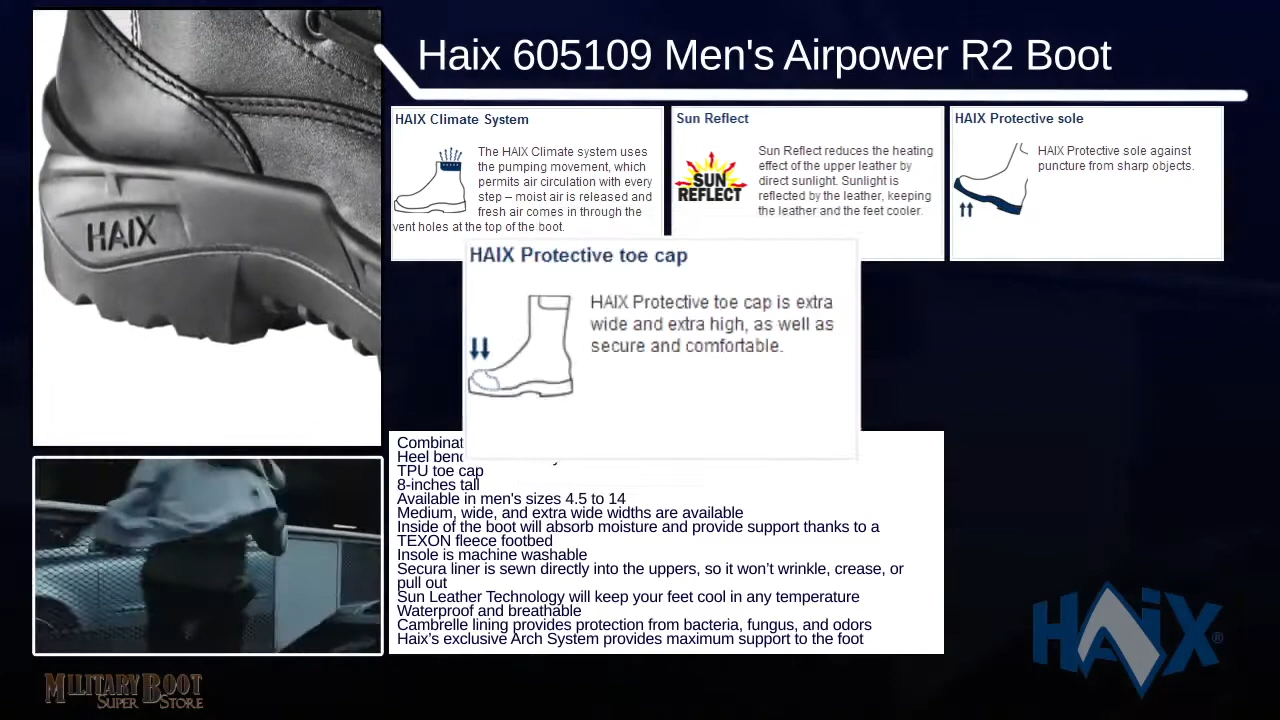 Haix 605109 Men's Airpower R2 Boot
HAIX Climate System
The HAIX Climate system uses
the pumping movement, which
permits air circulation with every
step – moist air is released and
fresh air comes in through the
vent holes at the top of the boot.
Sun Reflect
SUN
REFLECT
Sun Reflect reduces the heating
effect of the upper leather by
direct sunlight. Sunlight is
reflected by the leather, keeping
the leather and the feet cooler.
HAIX Protective sole
HAIX Protective sole against
puncture from sharp objects.
HAIX
HAIX Protective toe cap
HAIX Protective toe cap is extra
wide and extra high, as well as
secure and comfortable.
Heel
TPU toe cap
8-inches tall
Available in men's sizes 4.5 to 14
Medium, wide, and extra wide widths are available
Inside of the boot will absorb moisture and provide support thanks to a
TEXON fleece footbed
Insole is machine washable
Secura liner is sewn directly into the uppers, so it won’t wrinkle, crease, or
pull out
Sun Leather Technology will keep your feet cool in any temperature
Waterproof and breathable
Cambrelle lining provides protection from bacteria, fungus, and odors
Haix’s exclusive Arch System provides maximum support to the foot
HAiX®
MILITARY BOOT
SUPER STORE